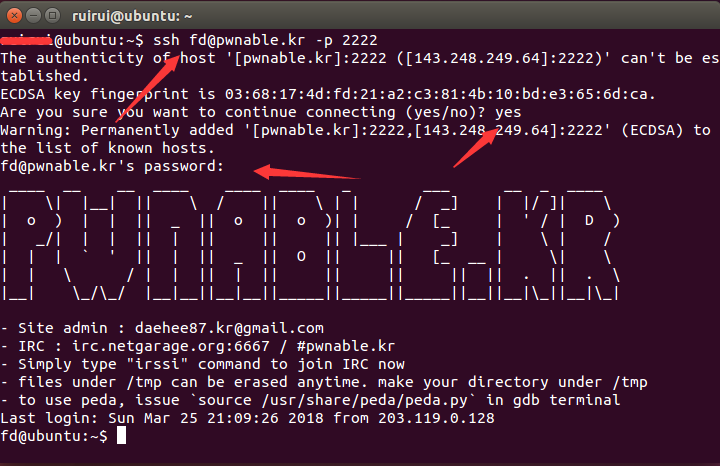 ruirui@ubuntu: ~
ruirui@ubuntu:~$ ssh fd@pwnable.kr -p 2222
The authenticity of host '[pwnable.kr]:2222 ([143.248.249.64]:2222)' can't be es
tablished.
ECDSA key fingerprint is 03:68:17:4d:fd:21:a2:c3:81:4b:10:bd:e3:65:6d:ca.
Are you sure you want to continue connecting (yes/no)? yes
Warning: Permanently added '[pwnable.kr]:2222,[143.248.249.64]:2222' (ECDSA) to
the list of known hosts.
fd@pwnable.kr's password:
PWNABLE.KR
- Site admin : daehee87.kr@gmail.com
- IRC : irc.netgarage.org:6667 / #pwnable.kr
- Simply type "irssi" command to join IRC now
- files under /tmp can be erased anytime. make your directory under /tmp
- to use peda, issue `source /usr/share/peda/peda.py` in gdb terminal
Last login: Sun Mar 25 21:09:26 2018 from 203.119.0.128
fd@ubuntu:~$